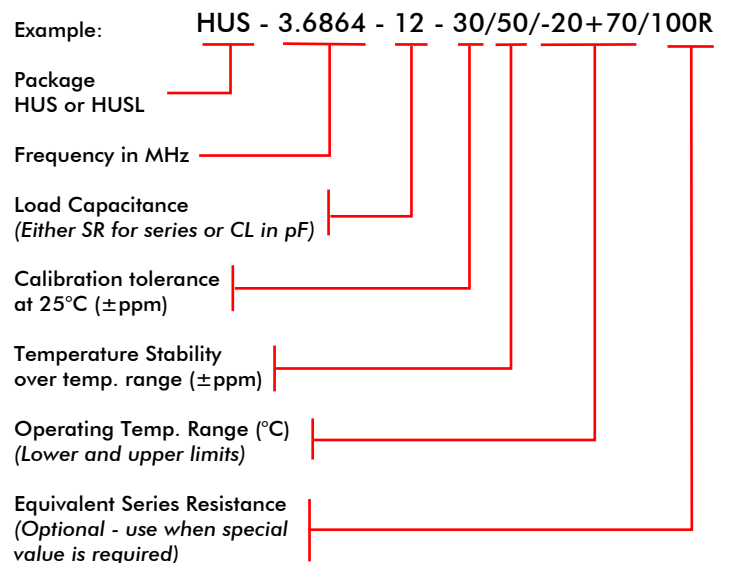 Example: HUS - 3.6864 - 12 - 30/50/-20+70/100R
Package
HUS or HUSL
Frequency in MHz
Load Capacitance
(Either SR for series or CL in pF)
Calibration tolerance
at 25°C (±ppm)
Temperature Stability
over temp. range (±ppm)
Operating Temp. Range (°C)
(Lower and upper limits)
Equivalent Series Resistance
(Optional - use when special
value is required)